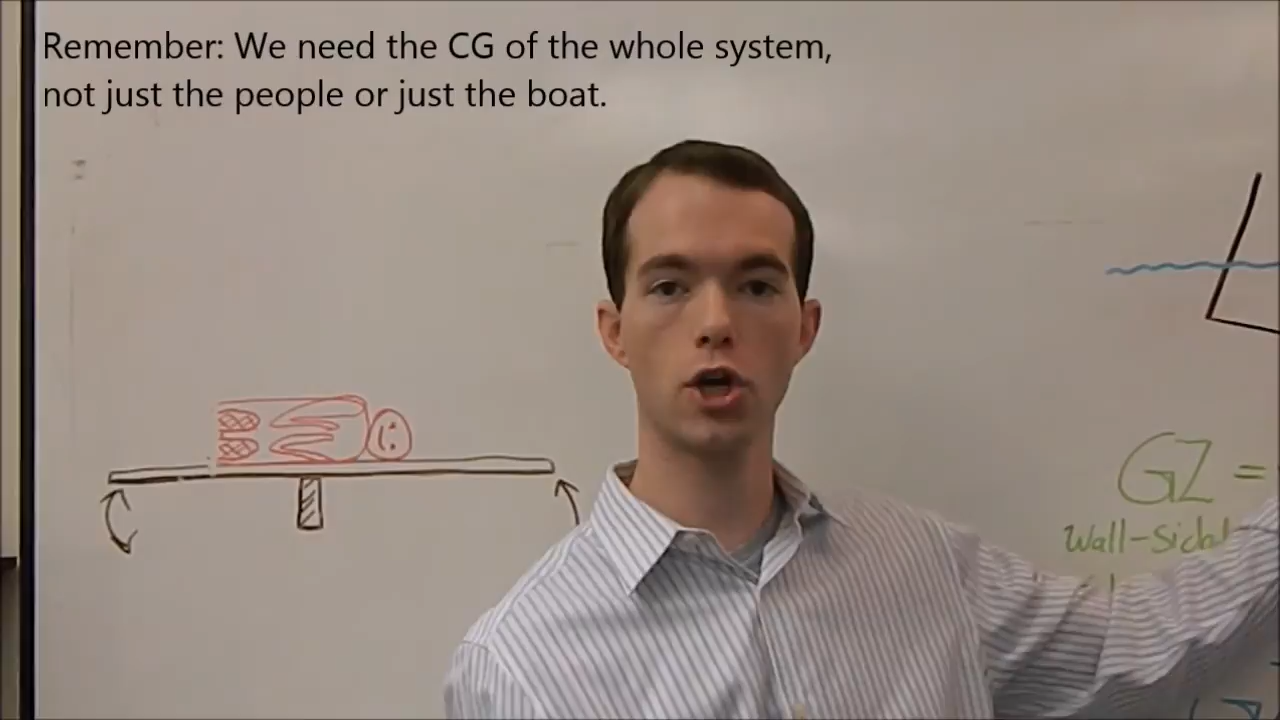 Remember: We need the CG of the whole system,
not just the people or just the boat.
GZ =